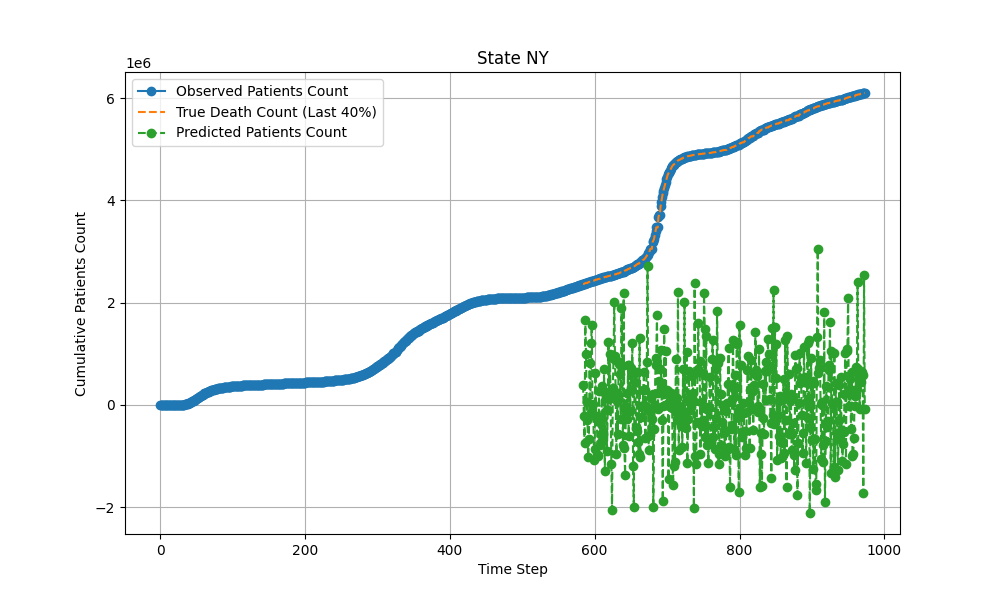 State NY
1e6
Observed Patients Count
True Death Count (Last 40%)
Predicted Patients Count
6
4
2
0
−2
Cumulative Patients Count
0
200
400
600
800
1000
Time Step